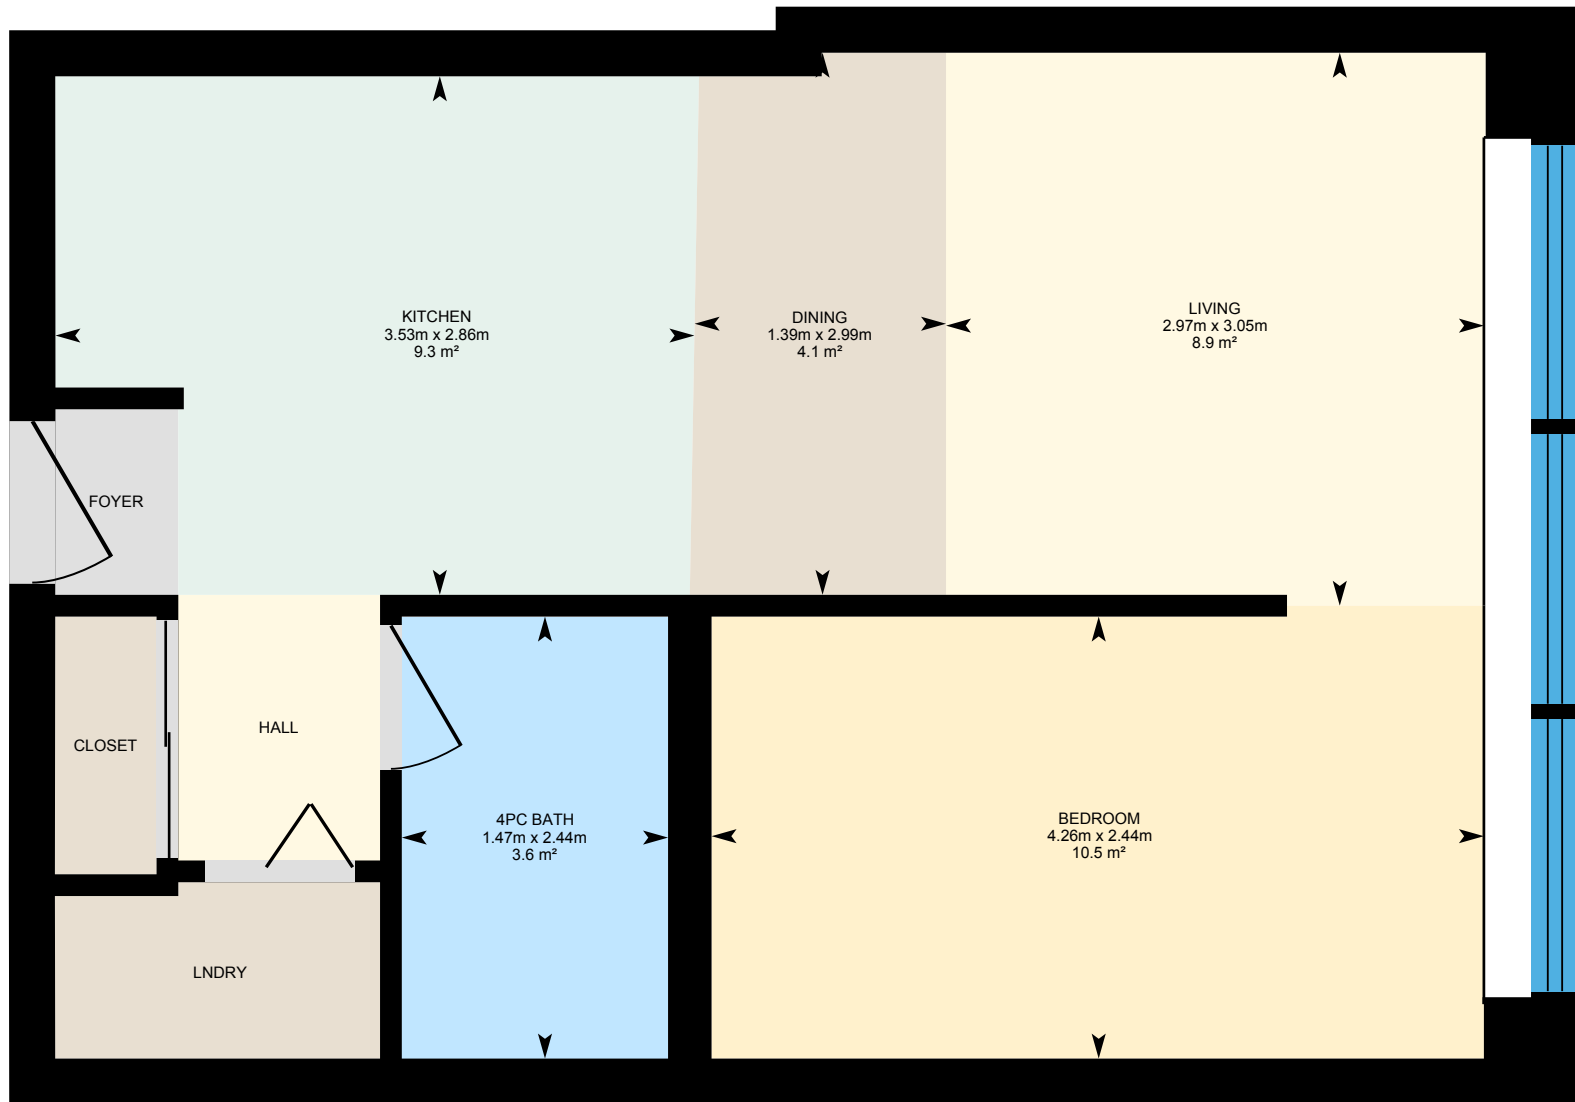 KITCHEN
3.53m x 2.86m
9.3 m²
DINING
1.39m x 2.99m
4.1 m²
LIVING
2.97m x 3.05m
8.9 m²
FOYER
CLOSET
HALL
4PC BATH
1.47m x 2.44m
3.6 m²
BEDROOM
4.26m x 2.44m
10.5 m²
LNDRY